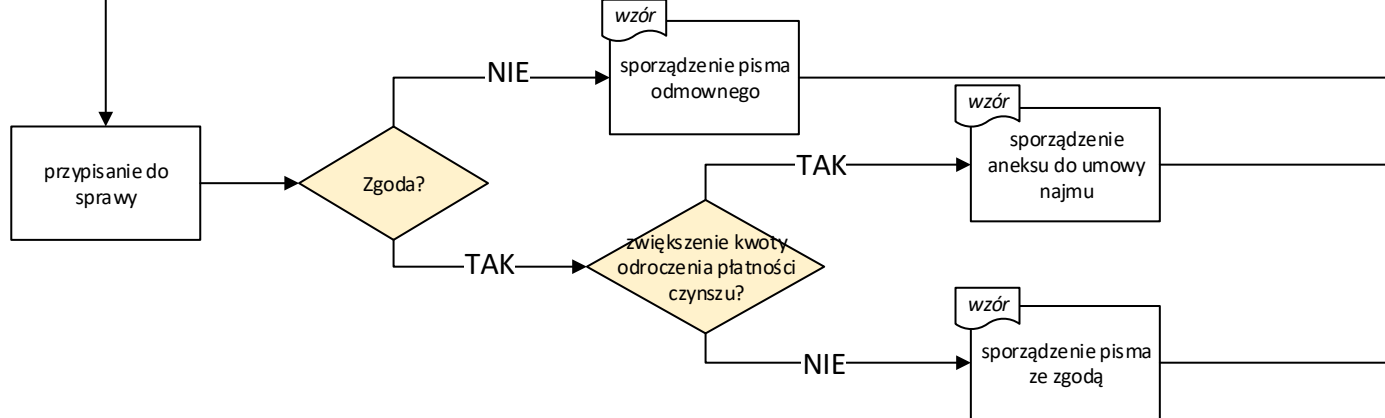 wzór
sporządzenie pisma
odmownego
NIE
wzór
sporządzenie
aneksu do umowy
najmu
TAK
przypisanie do
sprawy
Zgoda?
TAK
zwiększenie kwoty
odroczenia płatności
czynszu?
wzór
sporządzenie pisma
ze zgodą
NIE